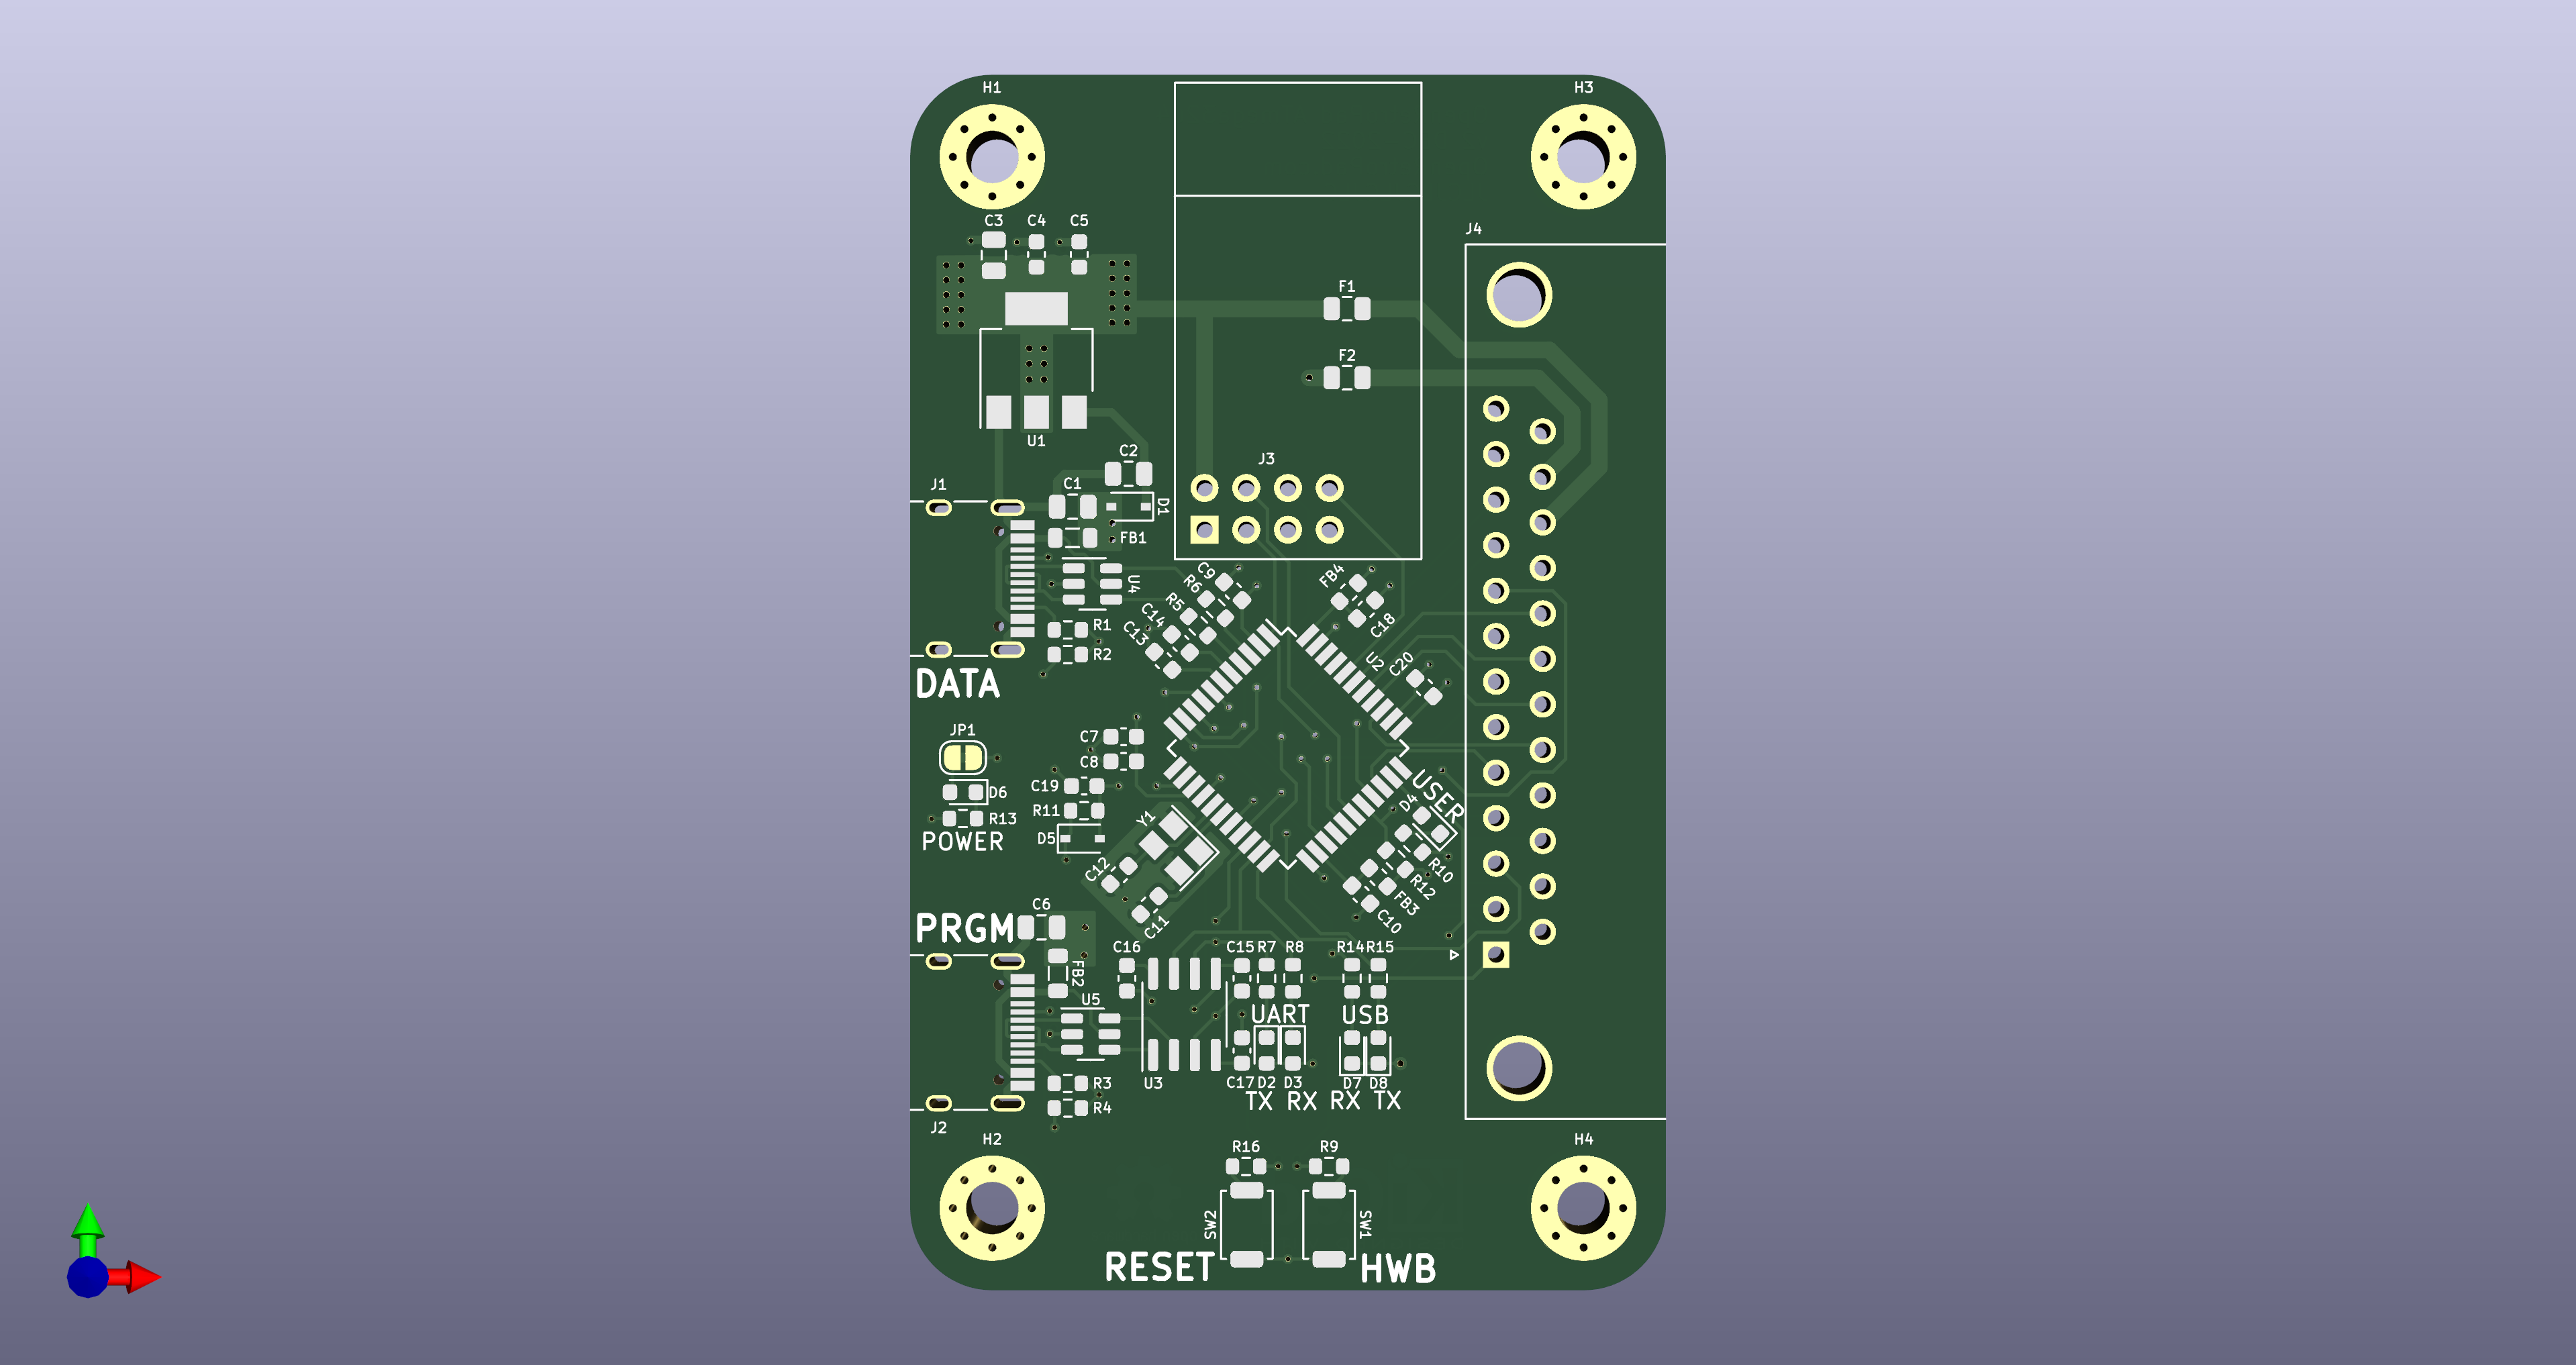 H1 H3
C3 C4 C5
J4
F1
F2
U1
C2
J3
C1
J1
D1
FB1
U4
C9
FB4
R6
R5
C14
C13
R1
C18
R2
U2
C20
DATA
JP1
C7
C8
C19
D6
USER
D4
R11
R13
Y1
D5
POWER
C12
R10
R12
FB3
C10
C6
C11
PRGM
C16 C15 R7 R8 R14 R15
FB2
U5
UART USB
R3 U3 C17 D2 D3 D7 D8
TX RX RX TX
R4
J2
H2 H4
R16 R9
SW2 SW1
RESET HWB